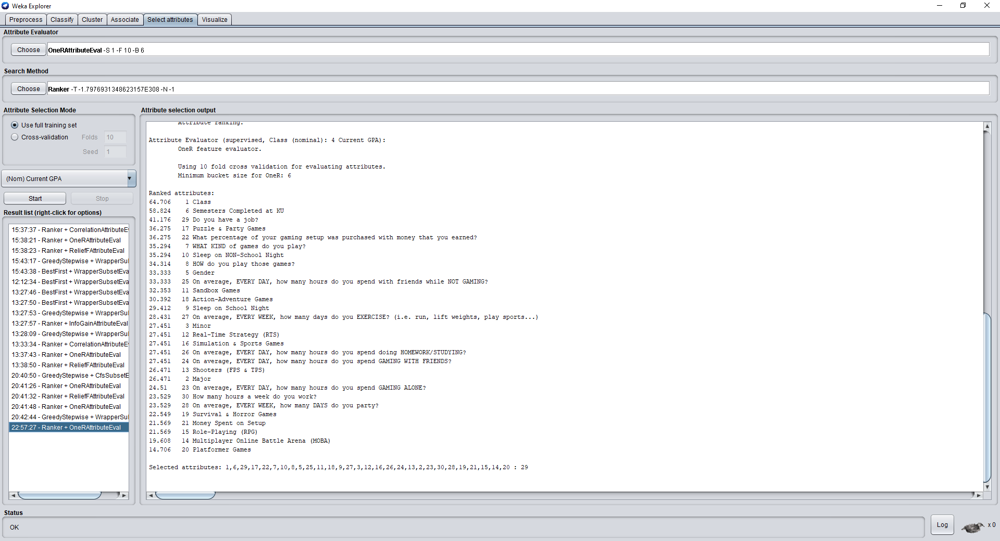 Weka Explorer
Preprocess Classify Cluster Associate Select attributes Visualize
Attribute Evaluator
Choose OneRAttributeEval -S 1 -F 10 -B 6
Search Method
Choose Ranker -T -1.7976931348623157E308 -N -1
Attribute Selection Mode
Use full training set
Cross-validation Folds 10
Seed 1
(Nom) Current GPA
Start Stop
Result list (right-click for options)
15:37:37 - Ranker + CorrelationAttributeEv
15:38:21 - Ranker + OneRAttributeEval
15:38:23 - Ranker + ReliefFAttributeEval
15:43:17 - GreedyStepwise + WrapperSul
15:43:38 - BestFirst + WrapperSubsetEva
12:12:34 - BestFirst + WrapperSubsetEva
13:27:46 - BestFirst + WrapperSubsetEva
13:27:50 - BestFirst + WrapperSubsetEva
13:27:53 - GreedyStepwise + WrapperSul
13:27:57 - Ranker + InfoGainAttributeEval
13:28:09 - GreedyStepwise + WrapperSul
13:33:34 - Ranker + CorrelationAttributeEv
13:37:43 - Ranker + OneRAttributeEval
13:38:50 - Ranker + ReliefFAttributeEval
20:40:50 - GreedyStepwise + CfsSubsetE
20:41:26 - Ranker + OneRAttributeEval
20:41:32 - Ranker + ReliefFAttributeEval
20:41:48 - Ranker + OneRAttributeEval
20:42:44 - GreedyStepwise + WrapperSul
22:57:27 - Ranker + OneRAttributeEval
Attribute selection output
Attribute ranking.
Attribute Evaluator (supervised, Class (nominal): 4 Current GPA):
OneR feature evaluator.
Using 10 fold cross validation for evaluating attributes.
Minimum bucket size for OneR: 6
Ranked attributes:
64.706 1 Class
58.824 6 Semesters Completed at KU
41.176 29 Do you have a job?
36.275 17 Puzzle & Party Games
36.275 22 What percentage of your gaming setup was purchased with money that you earned?
35.294 7 WHAT KIND of games do you play?
35.294 10 Sleep on NON-School Night
34.314 8 HOW do you play those games?
33.333 5 Gender
33.333 25 On average, EVERY DAY, how many hours do you spend with friends while NOT GAMING?
32.353 11 Sandbox Games
30.392 18 Action-Adventure Games
29.412 9 Sleep on School Night
28.431 27 On average, EVERY WEEK, how many days do you EXERCISE? (i.e. run, lift weights, play sports...)
27.451 3 Minor
27.451 12 Real-Time Strategy (RTS)
27.451 16 Simulation & Sports Games
27.451 26 On average, EVERY DAY, how many hours do you spend doing HOMEWORK/STUDYING?
27.451 24 On average, EVERY DAY, how many hours do you spend GAMING WITH FRIENDS?
26.471 13 Shooters (FPS & TPS)
26.471 2 Major
24.51 23 On average, EVERY DAY, how many hours do you spend GAMING ALONE?
23.529 30 How many hours a week do you work?
23.529 28 On average, EVERY WEEK, how many DAYS do you party?
22.549 19 Survival & Horror Games
21.569 21 Money Spent on Setup
21.569 15 Role-Playing (RPG)
19.608 14 Multiplayer Online Battle Arena (MOBA)
14.706 20 Platformer Games
Selected attributes: 1,6,29,17,22,7,10,8,5,25,11,18,9,27,3,12,16,26,24,13,2,23,30,28,19,21,15,14,20 : 29
Status
OK
Log x 0